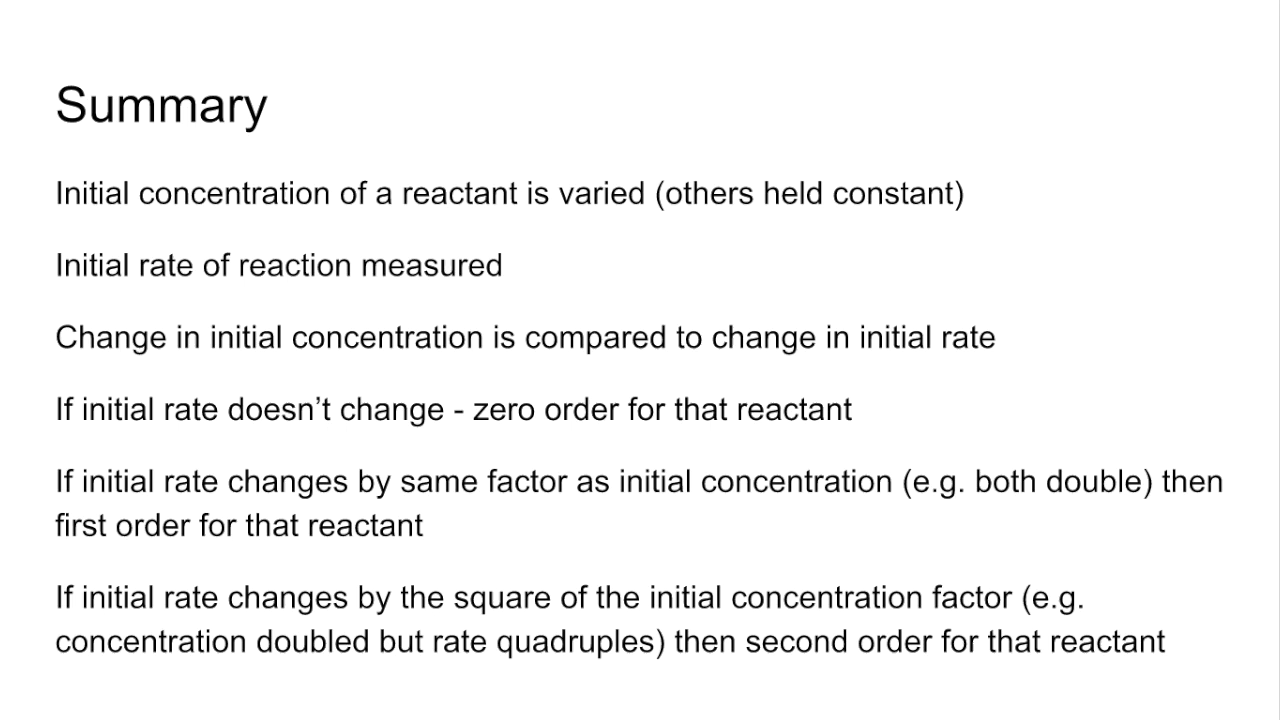 Summary
Initial concentration of a reactant is varied (others held constant)
Initial rate of reaction measured
Change in initial concentration is compared to change in initial rate
If initial rate doesn’t change - zero order for that reactant
If initial rate changes by same factor as initial concentration (e.g. both double) then
first order for that reactant
If initial rate changes by the square of the initial concentration factor (e.g.
concentration doubled but rate quadruples) then second order for that reactant